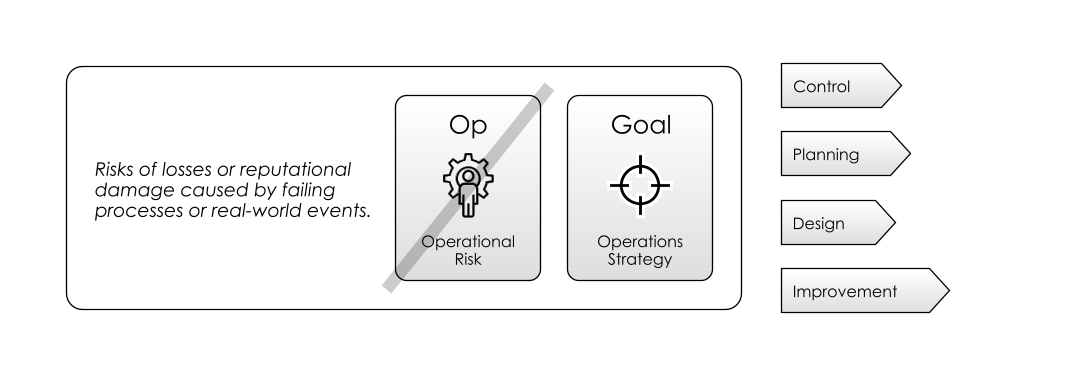 Risks of losses or reputational
damage caused by failing
processes or real-world events.
Op
Operational
Risk
Goal
Operations
Strategy
Control
Planning
Design
Improvement